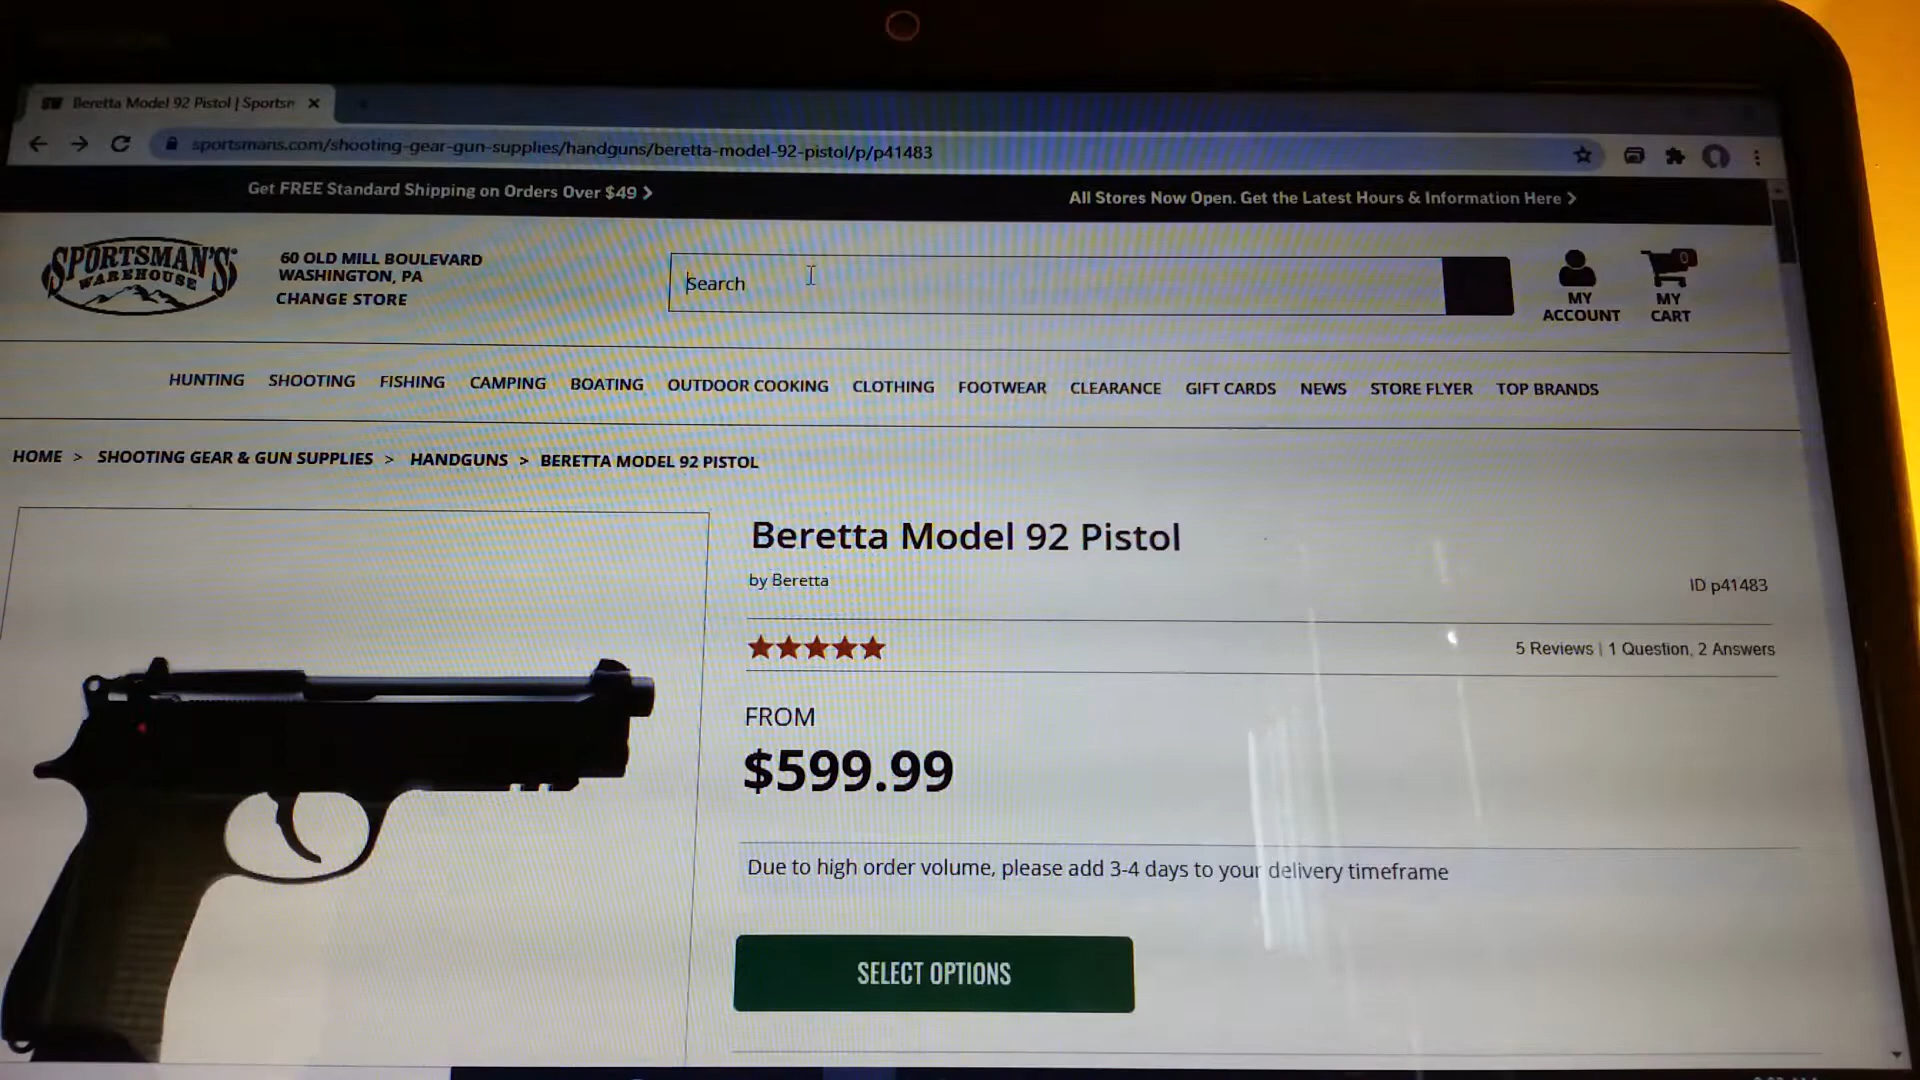 Beretta Model 92 Pistol | Sportsm
sportsmans.com/shooting-gear-gun-supplies/handguns/beretta-model-92-pistol/p/p41483
Get FREE Standard Shipping on Orders Over $49 >
All Stores Now Open. Get the Latest Hours & Information Here >
SPORTSMAN'S
WAREHOUSE
60 OLD MILL BOULEVARD
WASHINGTON, PA
CHANGE STORE
Search
MY
ACCOUNT
0
MY
CART
HUNTING SHOOTING FISHING CAMPING BOATING OUTDOOR COOKING CLOTHING FOOTWEAR CLEARANCE GIFT CARDS NEWS STORE FLYER TOP BRANDS
HOME > SHOOTING GEAR & GUN SUPPLIES > HANDGUNS > BERETTA MODEL 92 PISTOL
Beretta Model 92 Pistol
by Beretta
ID p41483
5 Reviews | 1 Question, 2 Answers
FROM
$599.99
Due to high order volume, please add 3-4 days to your delivery timeframe
SELECT OPTIONS